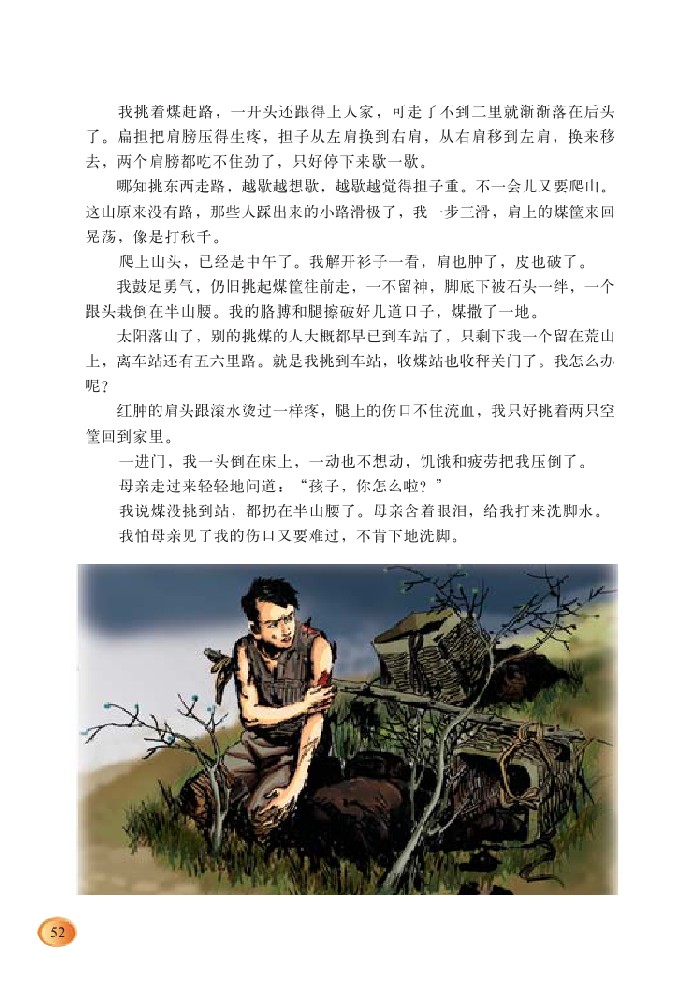 我挑着煤赶路，一开头还跟得上人家，可走了不到二里就渐渐落在后头
了。扁担把肩膀压得生疼，担子从左肩换到右肩，从右肩移到左肩，换来移
去，两个肩膀都吃不住劲了，只好停下来歇一歇。
哪知挑东西走路，越歇越想歇，越歇越觉得担子重。不一会儿又要爬山。
这山原来没有路，那些人踩出来的小路滑极了，我一步三滑，肩上的煤筐来回
晃荡，像是打秋千。
爬上山头，已经是中午了。我解开衫子一看，肩也肿了，皮也破了。
我鼓足勇气，仍旧挑起煤筐往前走，一不留神，脚底下被石头一绊，一个
跟头栽倒在半山腰。我的胳膊和腿擦破好几道口子，煤撒了一地。
太阳落山了，别的挑煤的人大概都早已到车站了，只剩下我一个留在荒山
上，离车站还有五六里路。就是我挑到车站，收煤站也收秤关门了。我怎么办
呢？
红肿的肩头跟滚水烫过一样疼，腿上的伤口不住流血，我只好挑着两只空
筐回到家里。
一进门，我一头倒在床上，一动也不想动，饥饿和疲劳把我压倒了。
母亲走过来轻轻地问道：“孩子，你怎么啦？”
我说煤没挑到站，都扔在半山腰了。母亲含着眼泪，给我打来洗脚水。
我怕母亲见了我的伤口又要难过，不肯下地洗脚。
52